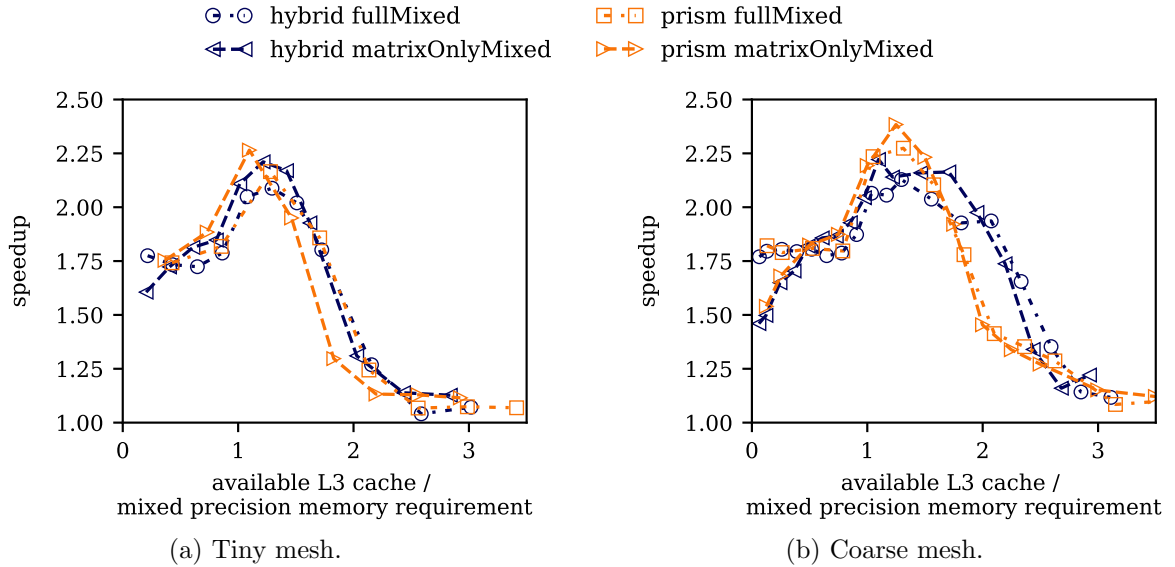 hybrid fullMixed
prism fullMixed
hybrid matrixOnlyMixed
prism matrixOnlyMixed
2.50
2.25
2.00
1.75
1.50
1.25
1.00
speedup
0 1 2 3
available L3 cache /
mixed precision memory requirement
(a) Tiny mesh.
2.50
2.25
2.00
1.75
1.50
1.25
1.00
speedup
0 1 2 3
available L3 cache /
mixed precision memory requirement
(b) Coarse mesh.